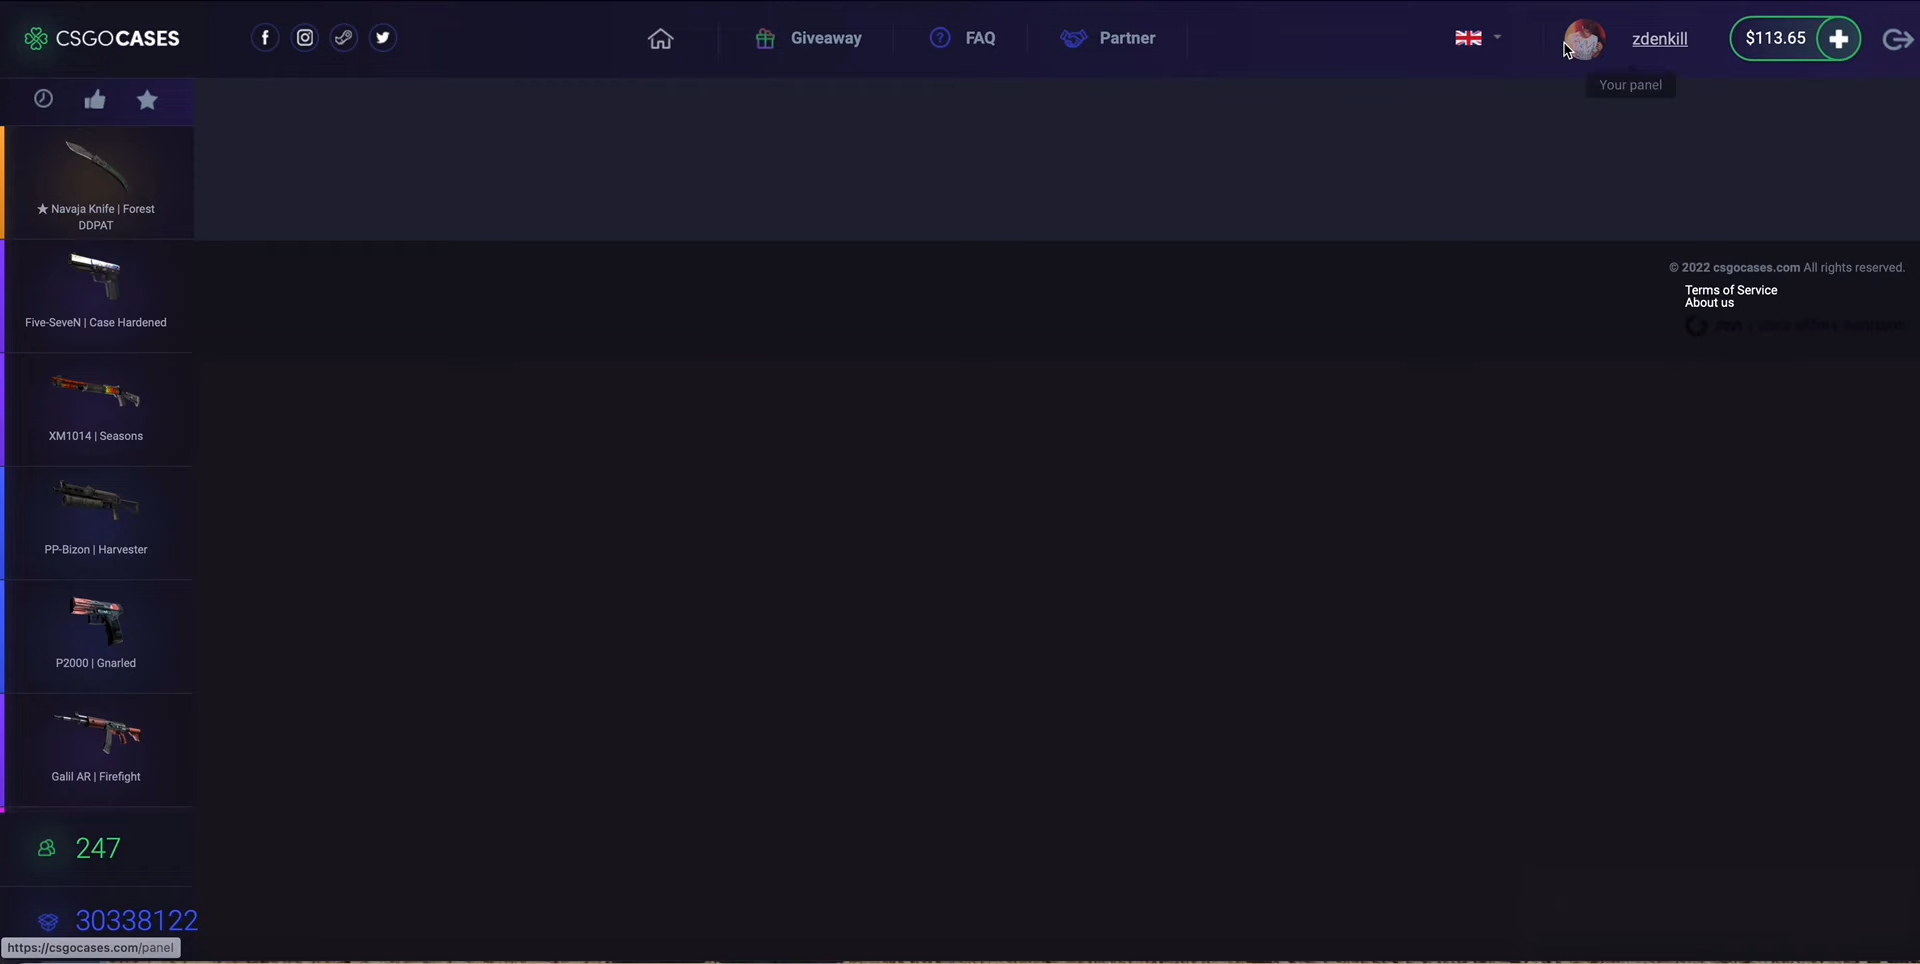 CSGOCASES
Giveaway
FAQ
Partner
zdenkill
$113.65
Your panel
★ Navaja Knife | Forest
DDPAT
Five-SeveN | Case Hardened
XM1014 | Seasons
PP-Bizon | Harvester
P2000 | Gnarled
Galil AR | Firefight
247
30338122
© 2022 csgocases.com All rights reserved.
Terms of Service
About us
https://csgocases.com/panel